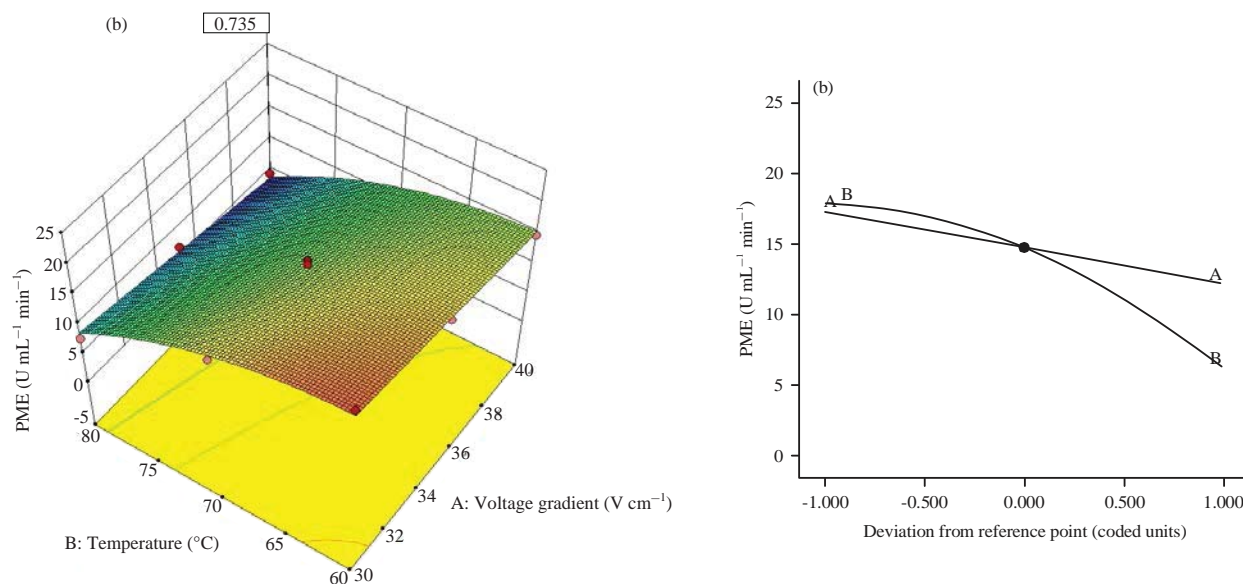 (b)
0.735
25
20
15
10
5
0
-5
PME (U mL⁻¹ min⁻¹)
80
75
70
65
60
B: Temperature (°C)
30
32
34
36
38
40
A: Voltage gradient (V cm⁻¹)
(b)
25
20
15
10
5
0
PME (U mL⁻¹ min⁻¹)
A
B
A
B
-1.000
-0.500
0.000
0.500
1.000
Deviation from reference point (coded units)